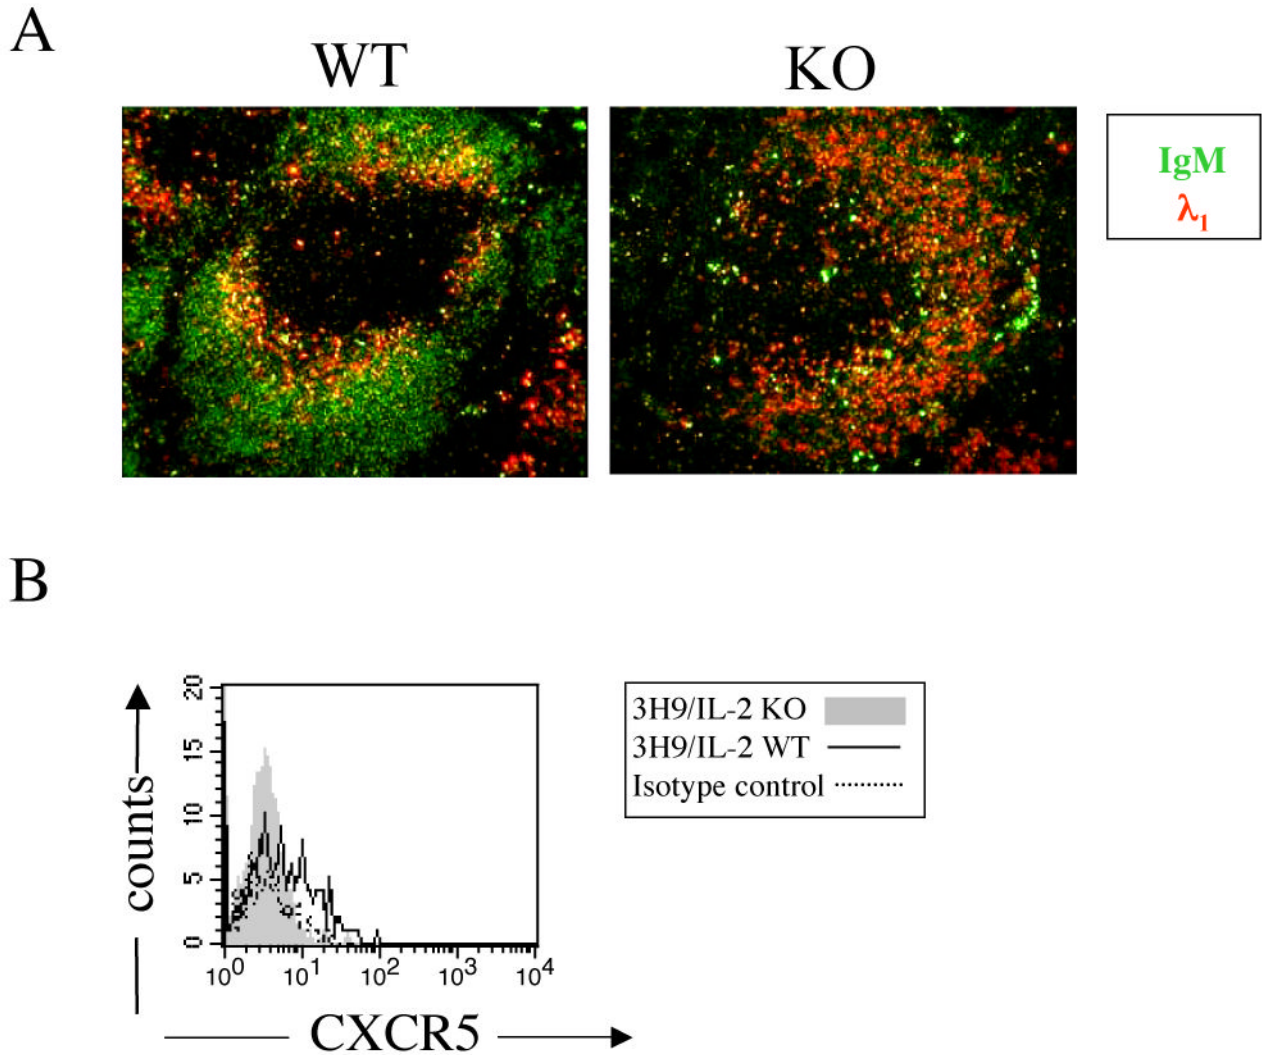 A
WT
KO
IgM
λ1
B
20
15
10
5
0
counts
10^0 10^1 10^2 10^3 10^4
CXCR5
3H9/IL-2 KO
3H9/IL-2 WT
Isotype control